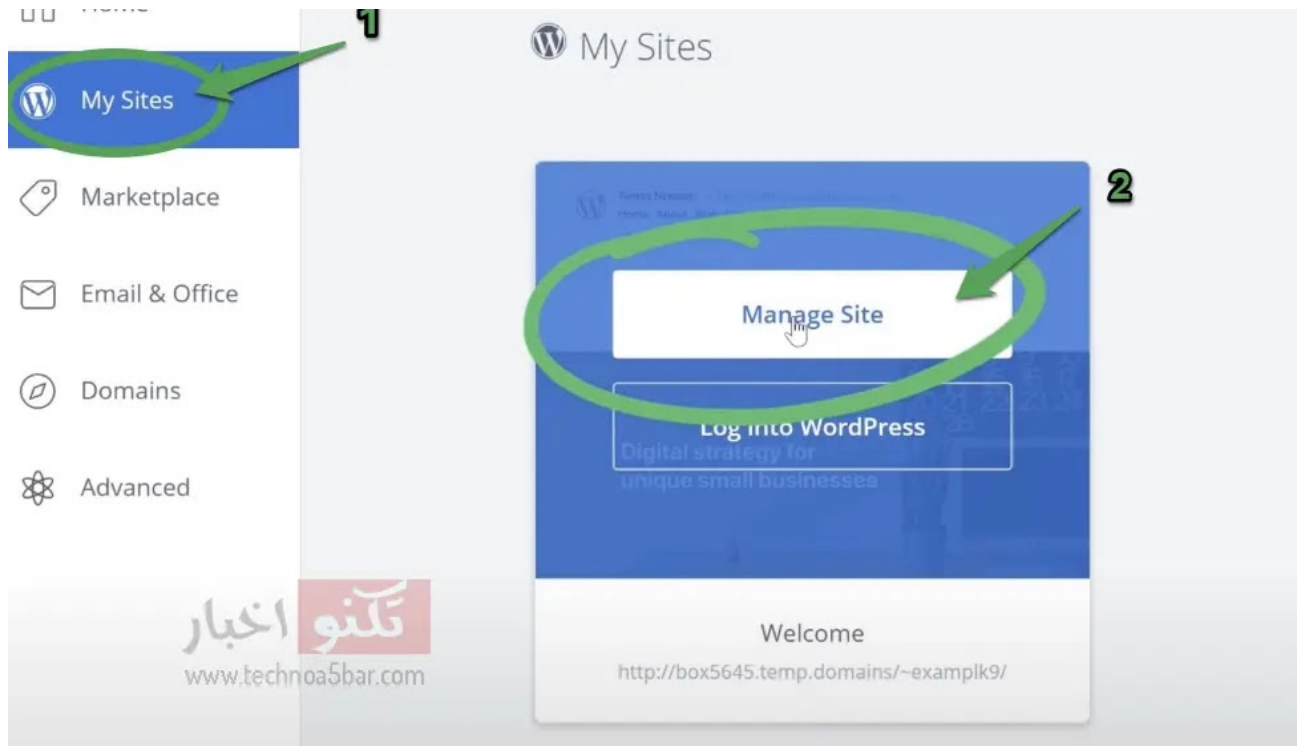 Home
1
My Sites
My Sites
Marketplace
2
Email & Office
Manage Site
Domains
Log into WordPress
Digital strategy for
unique small businesses
Advanced
تكنو اخبار
www.technoa5bar.com
Welcome
http://box5645.temp.domains/~examplk9/